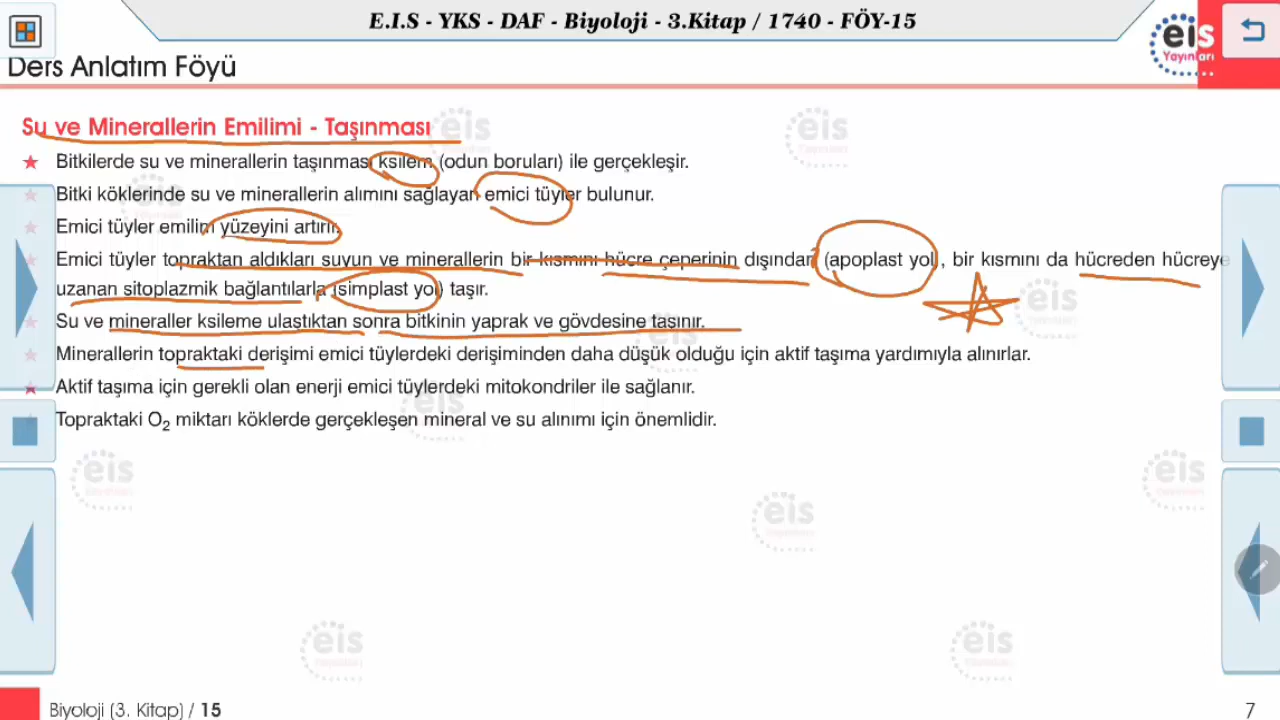 E.I.S - YKS - DAF - Biyoloji - 3.Kitap / 1740 - FÖY-15
eis
Yayınları
Ders Anlatım Föyü
Su ve Minerallerin Emilimi - Taşınması
Bitkilerde su ve minerallerin taşınması ksilem (odun boruları) ile gerçekleşir.
Bitki köklerinde su ve minerallerin alımını sağlayan emici tüyler bulunur.
Emici tüyler emilim yüzeyini artırır.
Emici tüyler topraktan aldıkları suyun ve minerallerin bir kısmını hücre çeperinin dışından (apoplast yol), bir kısmını da hücreden hücreye
uzanan sitoplazmik bağlantılarla (simplast yol) taşır.
Su ve mineraller ksileme ulaştıktan sonra bitkinin yaprak ve gövdesine taşınır.
Minerallerin topraktaki derişimi emici tüylerdeki derişiminden daha düşük olduğu için aktif taşıma yardımıyla alınırlar.
Aktif taşıma için gerekli olan enerji emici tüylerdeki mitokondriler ile sağlanır.
Topraktaki O₂ miktarı köklerde gerçekleşen mineral ve su alınımı için önemlidir.
Biyoloji (3. Kitap) / 15
7